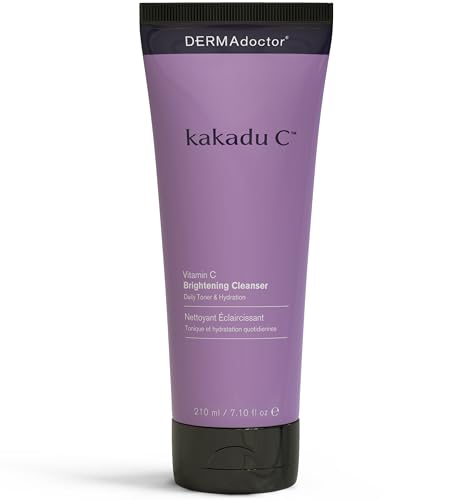 DERMAdoctor®
kakadu C™
Vitamin C
Brightening Cleanser
Daily Toner & Hydration
Nettoyant Éclaircissant
Tonique et hydratation quotidiennes
210 ml / 7.10 fl oz ℮